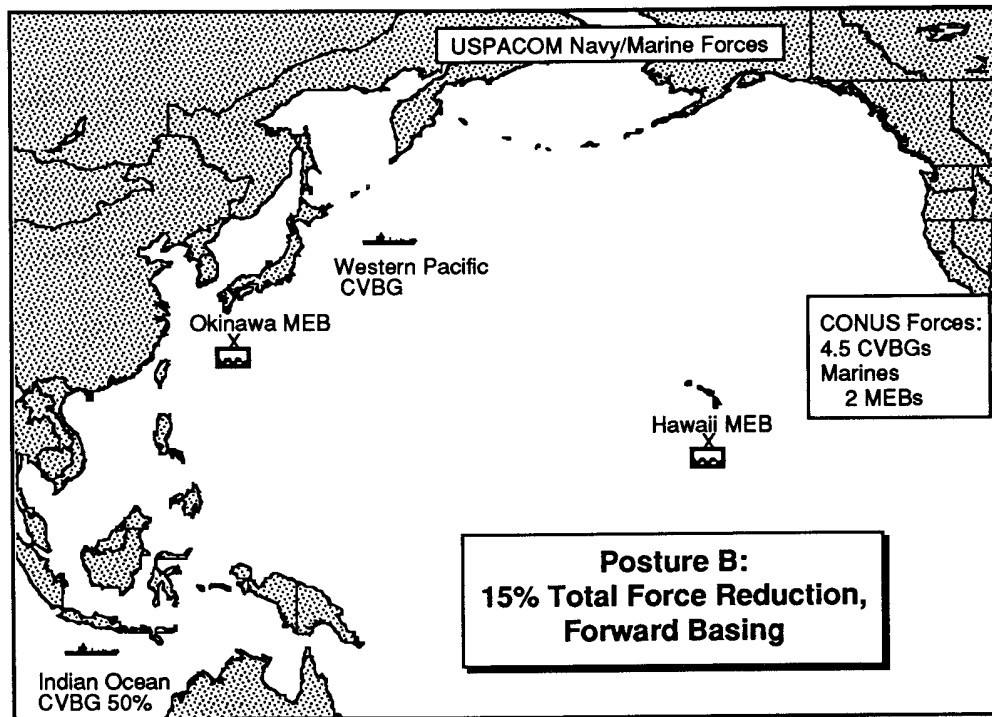 USPACOM Navy/Marine Forces
Western Pacific
CVBG
Okinawa MEB
CONUS Forces:
4.5 CVBGs
Marines
2 MEBs
Hawaii MEB
Posture B:
15% Total Force Reduction,
Forward Basing
Indian Ocean
CVBG 50%